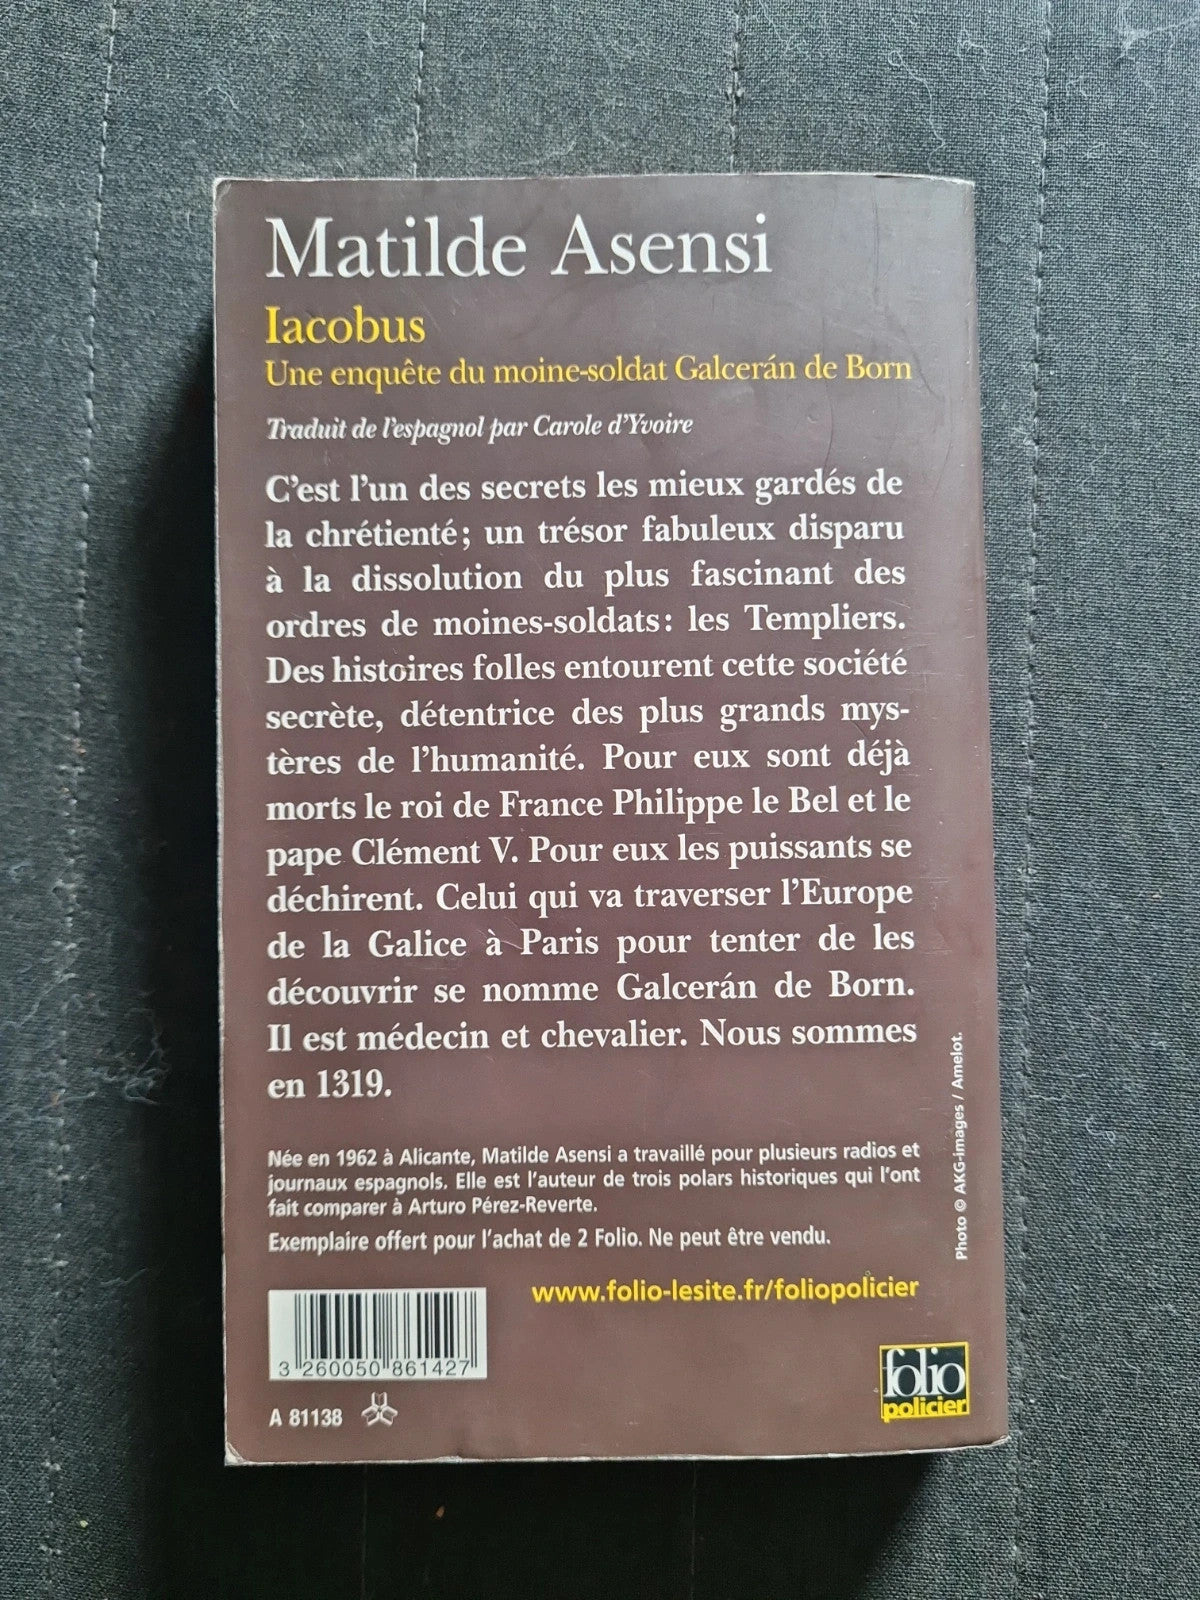 Matilde Asensi
Iacobus
Une enquête du moine-soldat Galcerán de Born
Traduit de l'espagnol par Carole d'Yvoire
C'est l'un des secrets les mieux gardés de
la chrétienté; un trésor fabuleux disparu
à la dissolution du plus fascinant des
ordres de moines-soldats: les Templiers.
Des histoires folles entourent cette société
secrète, détentrice des plus grands mys-
tères de l'humanité. Pour eux sont déjà
morts le roi de France Philippe le Bel et le
pape Clément V. Pour eux les puissants se
déchirent. Celui qui va traverser l'Europe
de la Galice à Paris pour tenter de les
découvrir se nomme Galcerán de Born.
Il est médecin et chevalier. Nous sommes
en 1319.
Née en 1962 à Alicante, Matilde Asensi a travaillé pour plusieurs radios et
journaux espagnols. Elle est l'auteur de trois polars historiques qui l'ont
fait comparer à Arturo Pérez-Reverte.
Exemplaire offert pour l'achat de 2 Folio. Ne peut être vendu.
Photo © AKG-images / Amelot.
www.folio-lesite.fr/foliopolicier
3 260050 861427
A 81138
folio
policier